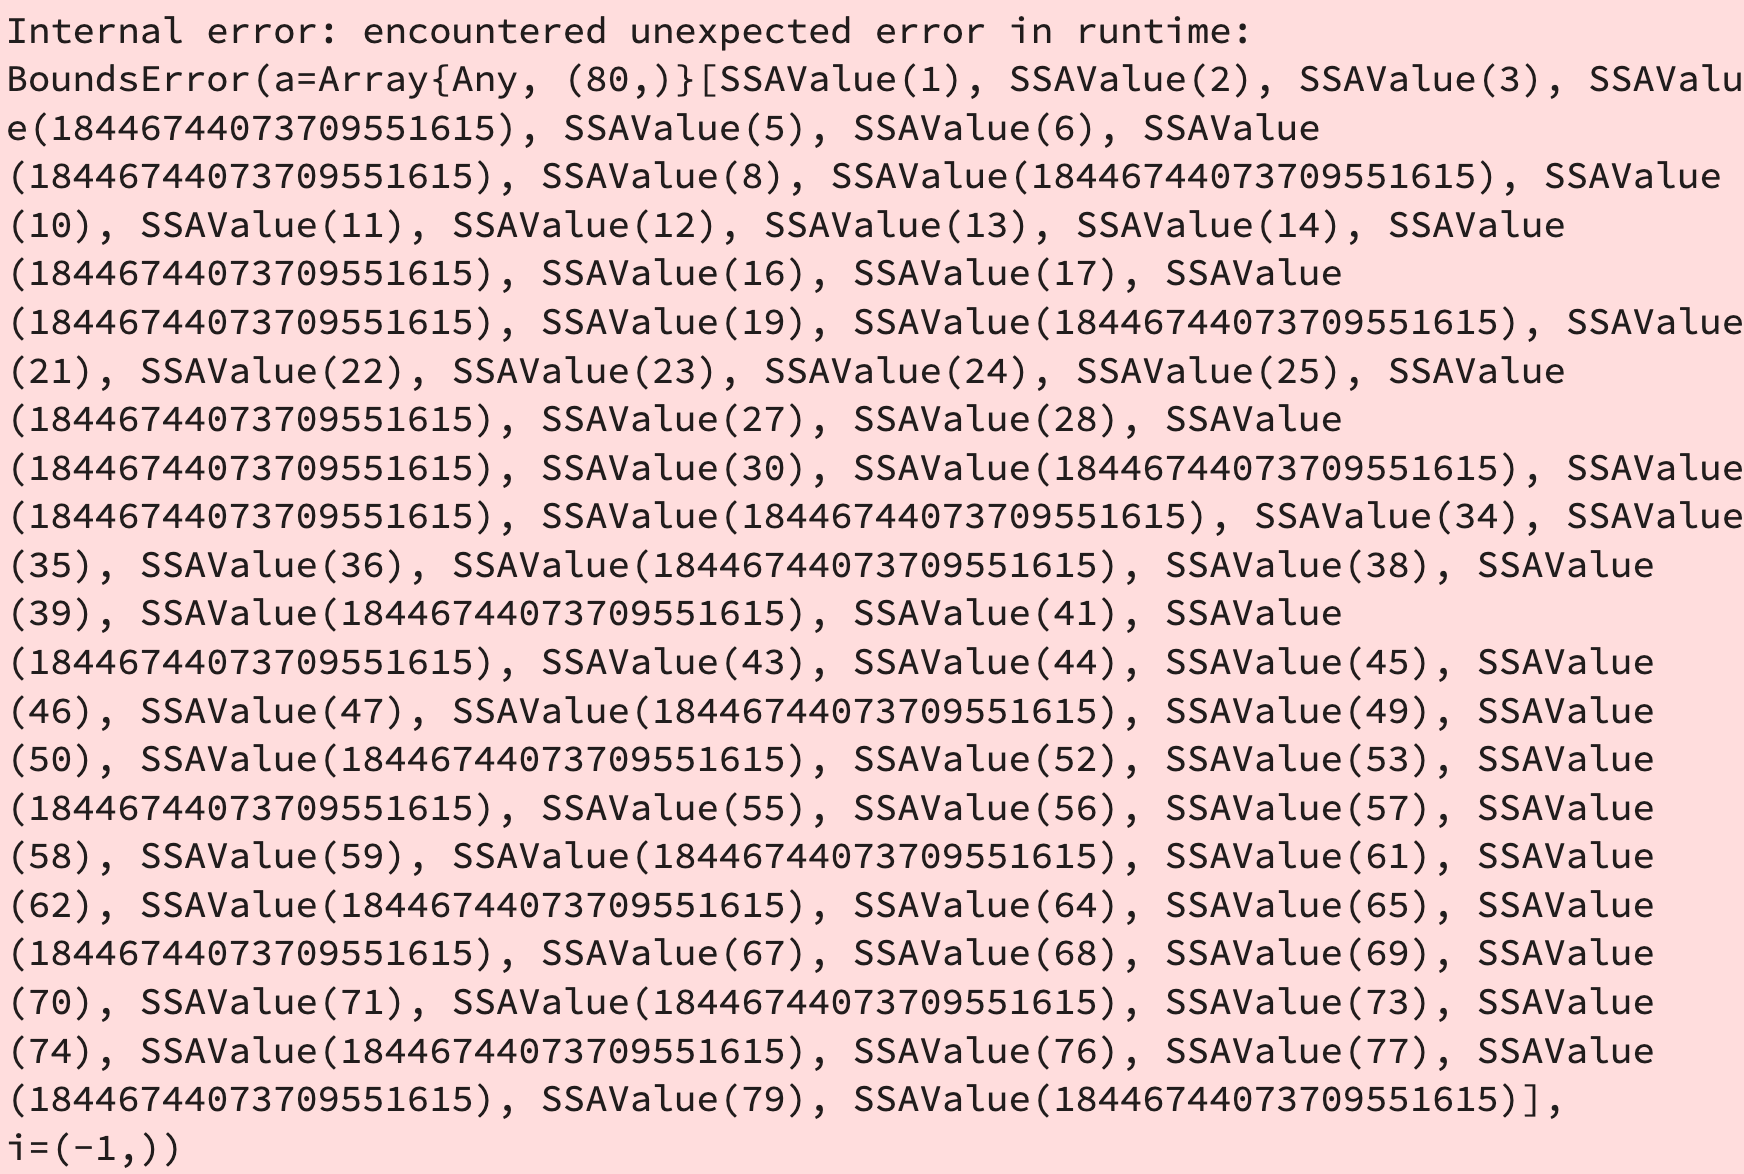 Internal error: encountered unexpected error in runtime:
BoundsError(a=Array{Any, (80,)}[SSAValue(1), SSAValue(2), SSAValue(3), SSAValu
e(18446744073709551615), SSAValue(5), SSAValue(6), SSAValue
(18446744073709551615), SSAValue(8), SSAValue(18446744073709551615), SSAValue
(10), SSAValue(11), SSAValue(12), SSAValue(13), SSAValue(14), SSAValue
(18446744073709551615), SSAValue(16), SSAValue(17), SSAValue
(18446744073709551615), SSAValue(19), SSAValue(18446744073709551615), SSAValue
(21), SSAValue(22), SSAValue(23), SSAValue(24), SSAValue(25), SSAValue
(18446744073709551615), SSAValue(27), SSAValue(28), SSAValue
(18446744073709551615), SSAValue(30), SSAValue(18446744073709551615), SSAValue
(18446744073709551615), SSAValue(18446744073709551615), SSAValue(34), SSAValue
(35), SSAValue(36), SSAValue(18446744073709551615), SSAValue(38), SSAValue
(39), SSAValue(18446744073709551615), SSAValue(41), SSAValue
(18446744073709551615), SSAValue(43), SSAValue(44), SSAValue(45), SSAValue
(46), SSAValue(47), SSAValue(18446744073709551615), SSAValue(49), SSAValue
(50), SSAValue(18446744073709551615), SSAValue(52), SSAValue(53), SSAValue
(18446744073709551615), SSAValue(55), SSAValue(56), SSAValue(57), SSAValue
(58), SSAValue(59), SSAValue(18446744073709551615), SSAValue(61), SSAValue
(62), SSAValue(18446744073709551615), SSAValue(64), SSAValue(65), SSAValue
(18446744073709551615), SSAValue(67), SSAValue(68), SSAValue(69), SSAValue
(70), SSAValue(71), SSAValue(18446744073709551615), SSAValue(73), SSAValue
(74), SSAValue(18446744073709551615), SSAValue(76), SSAValue(77), SSAValue
(18446744073709551615), SSAValue(79), SSAValue(18446744073709551615)],
i=(-1,))